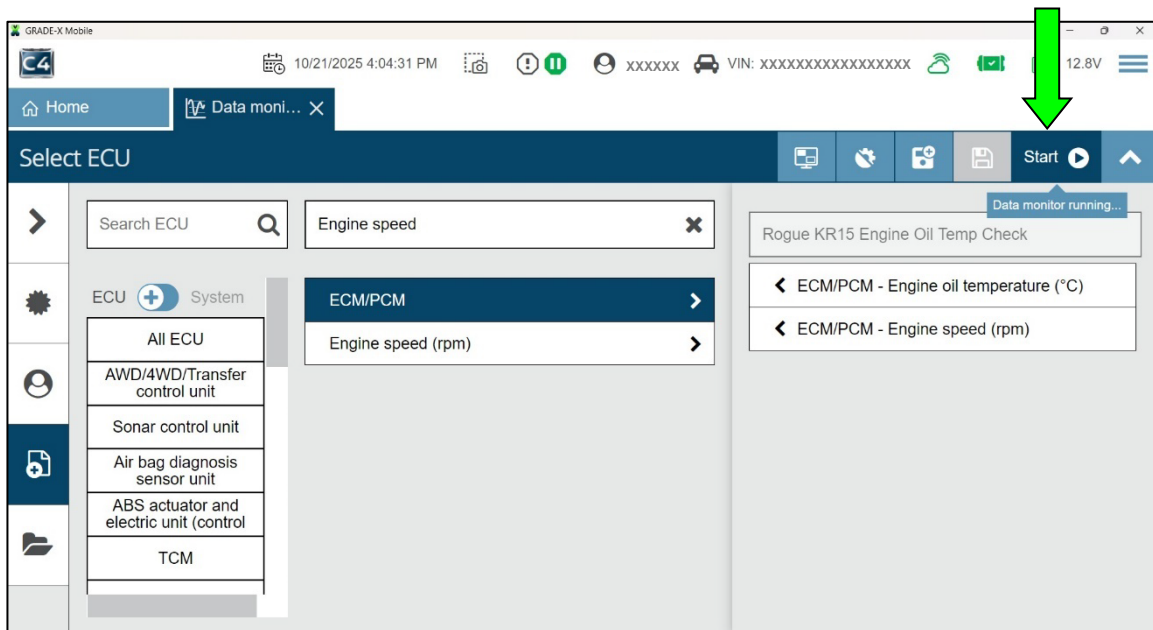 GRADE-X Mobile
C4
10/21/2025 4:04:31 PM
xxxxxx
VIN: xxxxxxxxxxxxxxxxx
12.8V
Home
Data moni...
Select ECU
Start
Data monitor running...
Search ECU
Engine speed
Rogue KR15 Engine Oil Temp Check
ECU
System
ECM/PCM
ECM/PCM - Engine oil temperature (°C)
All ECU
Engine speed (rpm)
ECM/PCM - Engine speed (rpm)
AWD/4WD/Transfer
control unit
Sonar control unit
Air bag diagnosis
sensor unit
ABS actuator and
electric unit (control
TCM